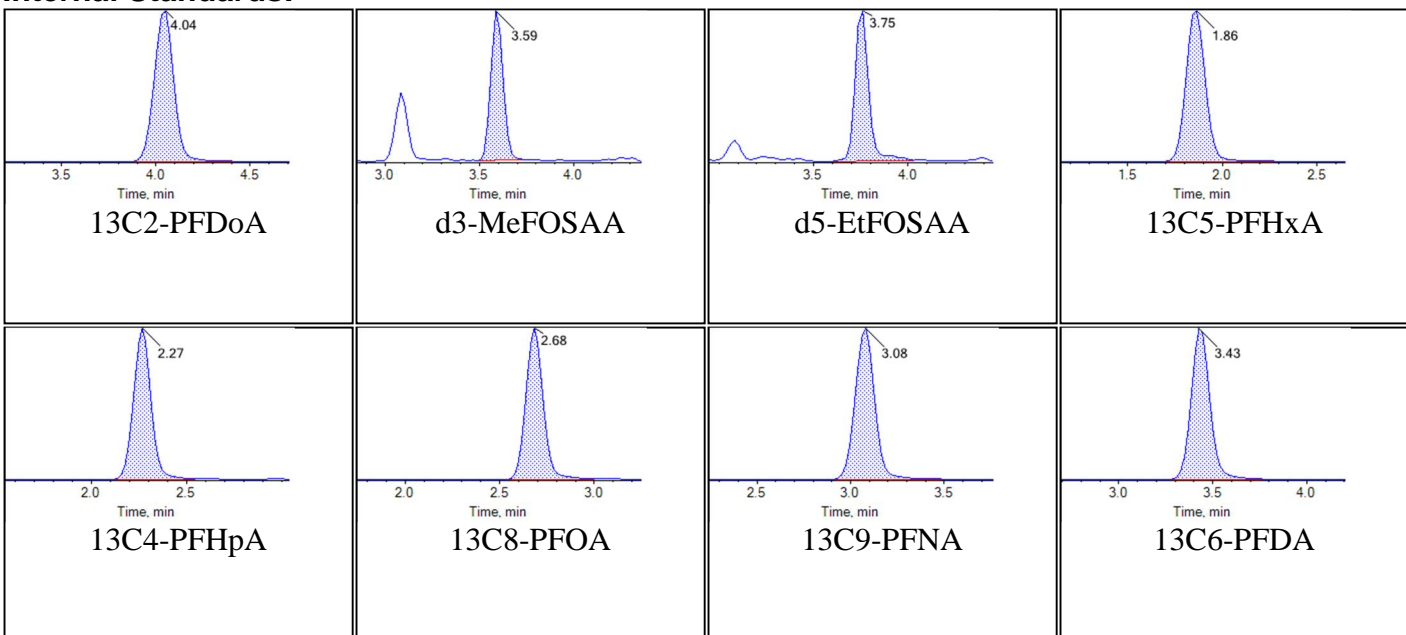 Internal Standards:
4.04
3.5 4.0 4.5
Time, min
13C2-PFDoA
3.59
3.0 3.5 4.0
Time, min
d3-MeFOSAA
3.75
3.5 4.0
Time, min
d5-EtFOSAA
1.86
1.5 2.0 2.5
Time, min
13C5-PFHxA
2.27
2.0 2.5
Time, min
13C4-PFHpA
2.68
2.0 2.5 3.0
Time, min
13C8-PFOA
3.08
2.5 3.0 3.5
Time, min
13C9-PFNA
3.43
3.0 3.5 4.0
Time, min
13C6-PFDA